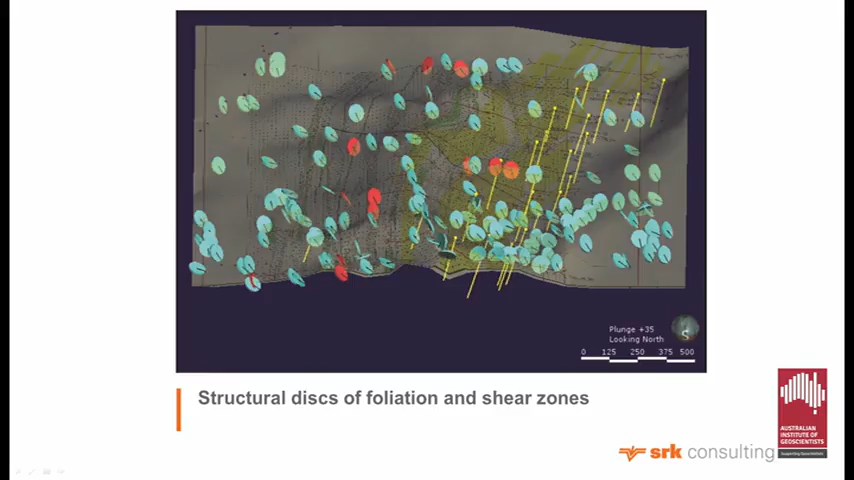 Plunge +35
Looking North
S
0 125 250 375 500
Structural discs of foliation and shear zones
AUSTRALIAN
INSTITUTE OF
GEOSCIENTISTS
srk consulting